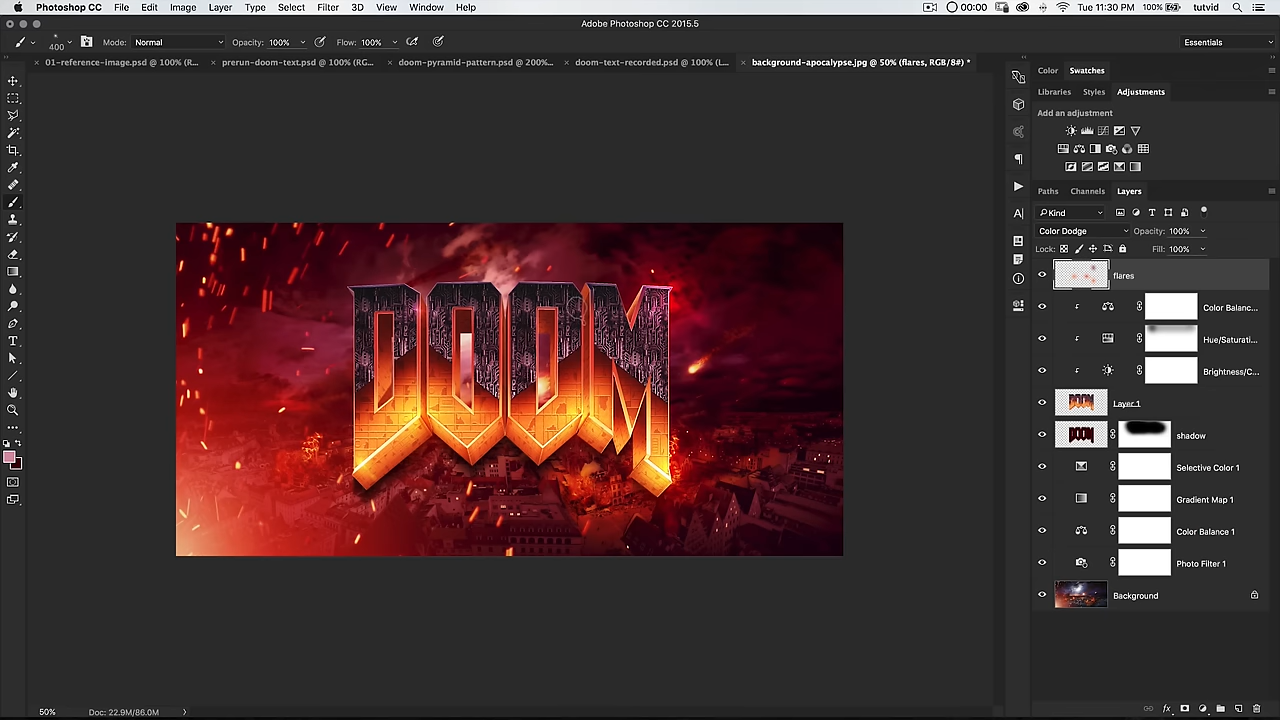 Photoshop CC File Edit Image Layer Type Select Filter 3D View Window Help 00:00 Tue 11:30 PM 100% tutvid
Adobe Photoshop CC 2015.5
400 Mode: Normal Opacity: 100% Flow: 100% Essentials
× 01-reference-image.psd @ 100% (R... × prerun-doom-text.psd @ 100% (RG... × doom-pyramid-pattern.psd @ 200%... × doom-text-recorded.psd @ 100% (L... × background-apocalypse.jpg @ 50% (flares, RGB/8#) *
Color Swatches
Libraries Styles Adjustments
Add an adjustment
Paths Channels Layers
Kind
Color Dodge Opacity: 100%
Lock: Fill: 100%
flares
Color Balanc...
Hue/Saturati...
Brightness/C...
Layer 1
shadow
Selective Color 1
Gradient Map 1
Color Balance 1
Photo Filter 1
Background
DOOM
50% Doc: 22.9M/86.0M